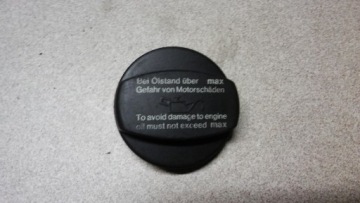 Bei Ölstand über max
Gefahr von Motorschäden
To avoid damage to engine
oil must not exceed max